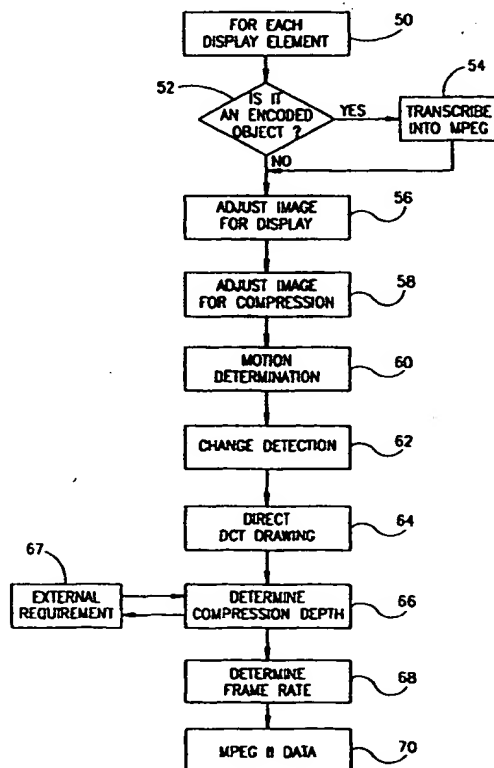 FOR EACH
DISPLAY ELEMENT
50
52
IS IT
AN ENCODED
OBJECT ?
YES
54
TRANSCRIBE
INTO MPEG
NO
ADJUST IMAGE
FOR DISPLAY
56
ADJUST IMAGE
FOR COMPRESSION
58
MOTION
DETERMINATION
60
CHANGE DETECTION
62
DIRECT
DCT DRAWING
64
67
EXTERNAL
REQUIREMENT
DETERMINE
COMPRESSION DEPTH
66
DETERMINE
FRAME RATE
68
MPEG DATA
70